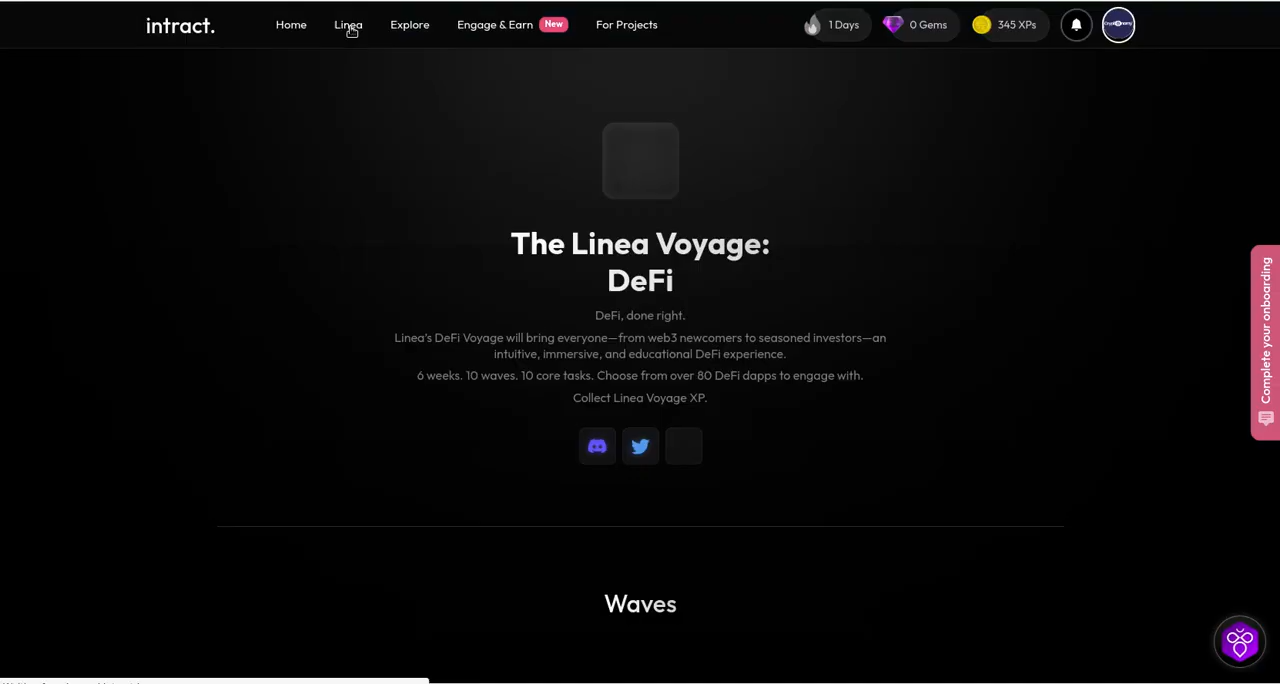 intract.
Home
Linea
Explore
Engage & Earn
New
For Projects
1 Days
0 Gems
345 XPs
The Linea Voyage:
DeFi
DeFi, done right.
Linea's DeFi Voyage will bring everyone—from web3 newcomers to seasoned investors—an
intuitive, immersive, and educational DeFi experience.
6 weeks. 10 waves. 10 core tasks. Choose from over 80 DeFi dapps to engage with.
Collect Linea Voyage XP.
Complete your onboarding
Waves